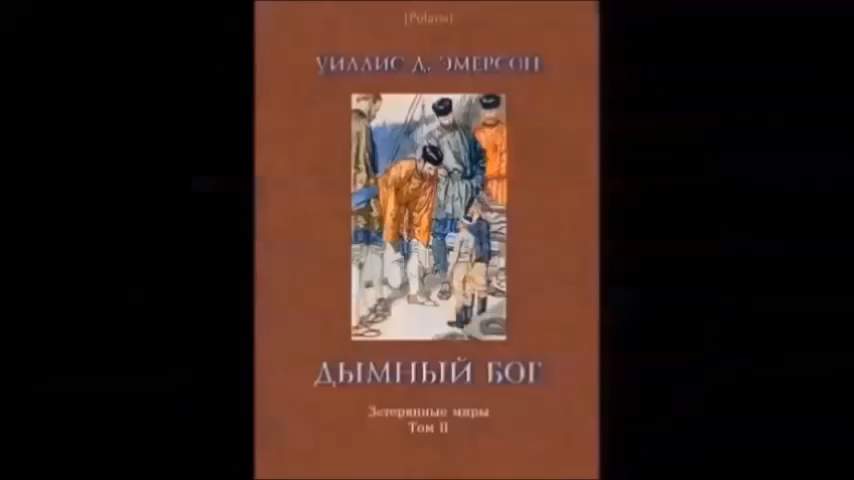 [Polaris]
УИЛЛИС Д. ЭМЕРСОН
ДЫМНЫЙ БОГ
Затерянные миры
Том II